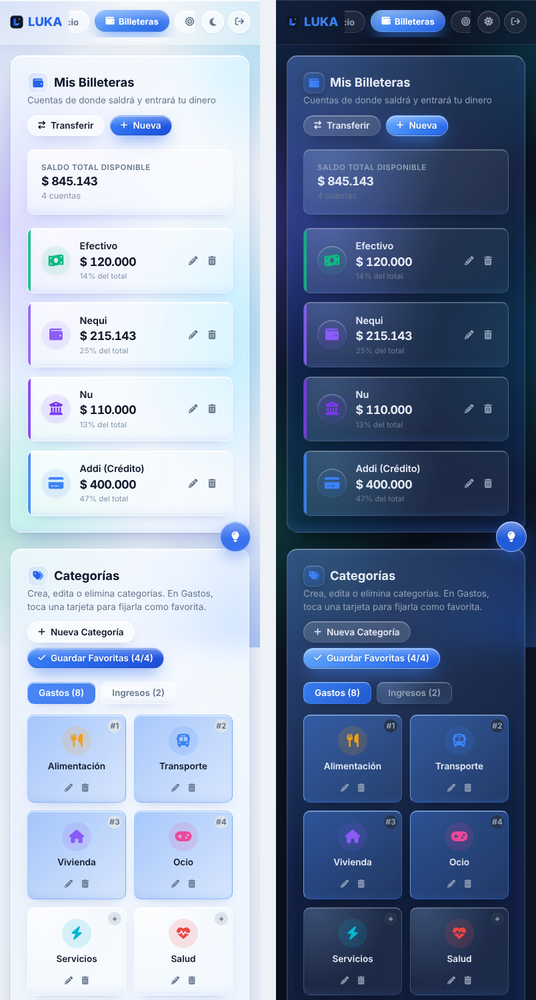 LUKA
cio
Billeteras
Mis Billeteras
Cuentas de donde saldrá y entrará tu dinero
Transferir
Nueva
SALDO TOTAL DISPONIBLE
$ 845.143
4 cuentas
Efectivo
$ 120.000
14% del total
Nequi
$ 215.143
25% del total
Nu
$ 110.000
13% del total
Addi (Crédito)
$ 400.000
47% del total
Categorías
Crea, edita o elimina categorías. En Gastos,
toca una tarjeta para fijarla como favorita.
Nueva Categoría
Guardar Favoritas (4/4)
Gastos (8)
Ingresos (2)
#1
Alimentación
#2
Transporte
#3
Vivienda
#4
Ocio
Servicios
Salud
LUKA
cio
Billeteras
Mis Billeteras
Cuentas de donde saldrá y entrará tu dinero
Transferir
Nueva
SALDO TOTAL DISPONIBLE
$ 845.143
4 cuentas
Efectivo
$ 120.000
14% del total
Nequi
$ 215.143
25% del total
Nu
$ 110.000
13% del total
Addi (Crédito)
$ 400.000
47% del total
Categorías
Crea, edita o elimina categorías. En Gastos,
toca una tarjeta para fijarla como favorita.
Nueva Categoría
Guardar Favoritas (4/4)
Gastos (8)
Ingresos (2)
#1
Alimentación
#2
Transporte
#3
Vivienda
#4
Ocio
Servicios
Salud